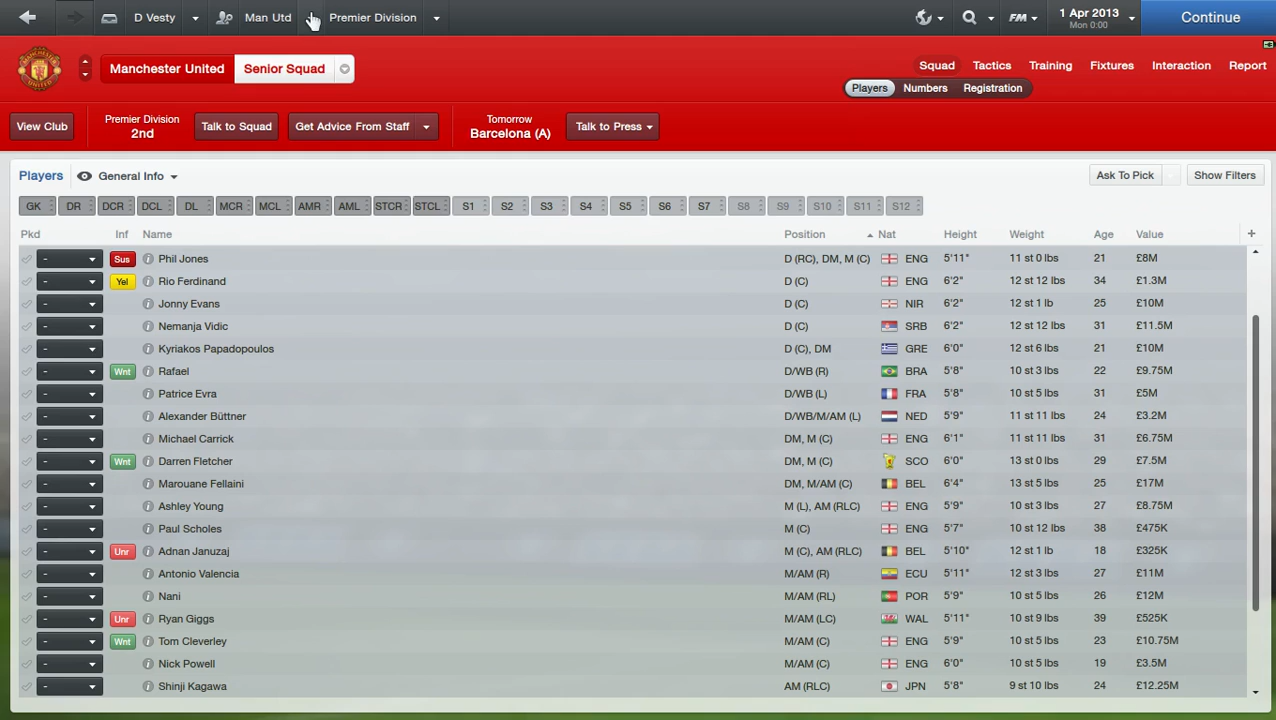 D Vesty Man Utd Premier Division FM 1 Apr 2013 Mon 0:00 Continue
Manchester United Senior Squad
Squad Tactics Training Fixtures Interaction Report
Players Numbers Registration
View Club Premier Division 2nd Talk to Squad Get Advice From Staff Tomorrow Barcelona (A) Talk to Press
Players General Info Ask To Pick Show Filters
GK DR DCR DCL DL MCR MCL AMR AML STCR STCL S1 S2 S3 S4 S5 S6 S7 S8 S9 S10 S11 S12
Pkd Inf Name Position Nat Height Weight Age Value
- Sus Phil Jones D (RC), DM, M (C) ENG 5'11" 11 st 0 lbs 21 £8M
- Yel Rio Ferdinand D (C) ENG 6'2" 12 st 12 lbs 34 £1.3M
- Jonny Evans D (C) NIR 6'2" 12 st 1 lb 25 £10M
- Nemanja Vidic D (C) SRB 6'2" 12 st 12 lbs 31 £11.5M
- Kyriakos Papadopoulos D (C), DM GRE 6'0" 12 st 6 lbs 21 £10M
- Wnt Rafael D/WB (R) BRA 5'8" 10 st 3 lbs 22 £9.75M
- Patrice Evra D/WB (L) FRA 5'8" 10 st 5 lbs 31 £5M
- Alexander Büttner D/WB/M/AM (L) NED 5'9" 11 st 11 lbs 24 £3.2M
- Michael Carrick DM, M (C) ENG 6'1" 11 st 11 lbs 31 £6.75M
- Wnt Darren Fletcher DM, M (C) SCO 6'0" 13 st 0 lbs 29 £7.5M
- Marouane Fellaini DM, M/AM (C) BEL 6'4" 13 st 5 lbs 25 £17M
- Ashley Young M (L), AM (RLC) ENG 5'9" 10 st 5 lbs 27 £8.75M
- Paul Scholes M (C) ENG 5'7" 10 st 12 lbs 38 £475K
- Unr Adnan Januzaj M (C), AM (RLC) BEL 5'10" 12 st 1 lb 18 £325K
- Antonio Valencia M/AM (R) ECU 5'11" 12 st 3 lbs 27 £11M
- Nani M/AM (RL) POR 5'9" 10 st 5 lbs 26 £12M
- Unr Ryan Giggs M/AM (LC) WAL 5'11" 10 st 9 lbs 39 £525K
- Wnt Tom Cleverley M/AM (C) ENG 5'9" 10 st 8 lbs 23 £10.75M
- Nick Powell M/AM (C) ENG 6'0" 10 st 5 lbs 19 £3.5M
- Shinji Kagawa AM (RLC) JPN 5'8" 9 st 10 lbs 24 £12.25M